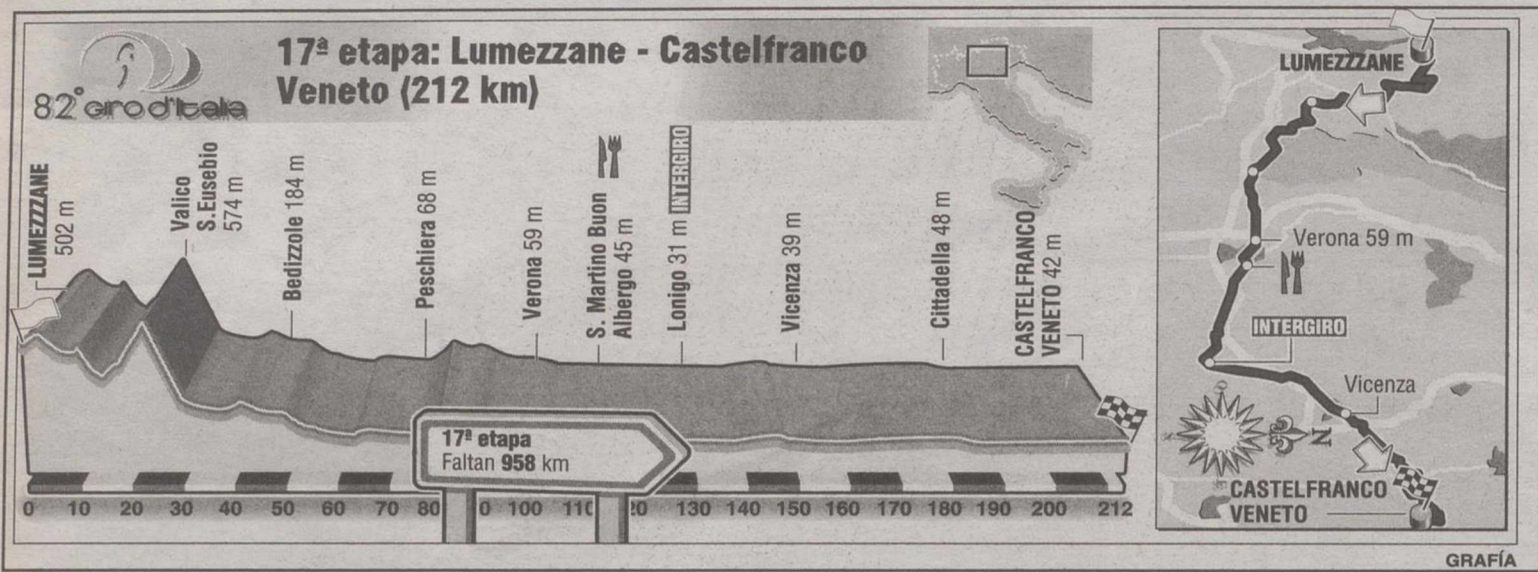 82° giro d'Italia
17ª etapa: Lumezzane - Castelfranco
Veneto (212 km)
LUMEZZZANE
502 m
Valico
S.Eusebio
574 m
Bedizzole 184 m
Peschiera 68 m
Verona 59 m
S. Martino Buon
Albergo 45 m
Lonigo 31 m INTERGIRO
Vicenza 39 m
Cittadella 48 m
CASTELFRANCO
VENETO 42 m
17ª etapa
Faltan 958 km
0 10 20 30 40 50 60 70 80 0 100 110 20 130 140 150 160 170 180 190 200 212
LUMEZZZANE
Verona 59 m
INTERGIRO
Vicenza
N
CASTELFRANCO
VENETO
GRAFÍA